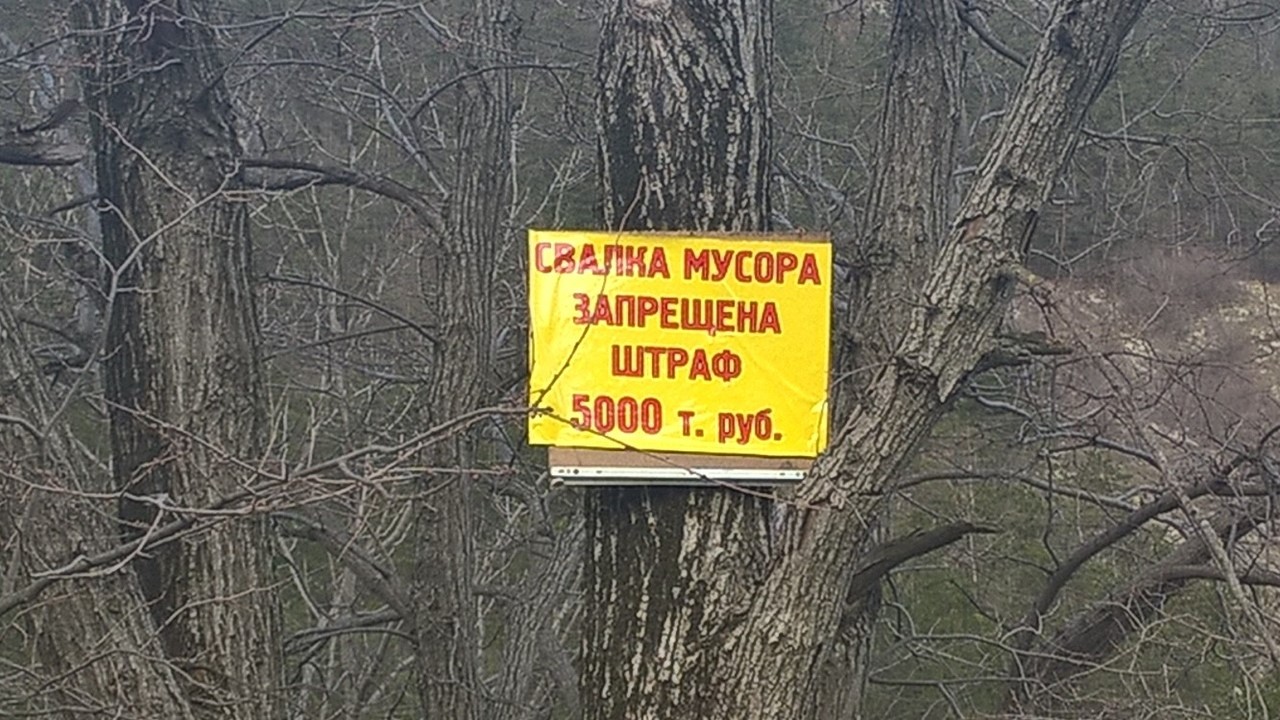 СВАЛКА МУСОРА
ЗАПРЕЩЕНА
ШТРАФ
5000 т. руб.